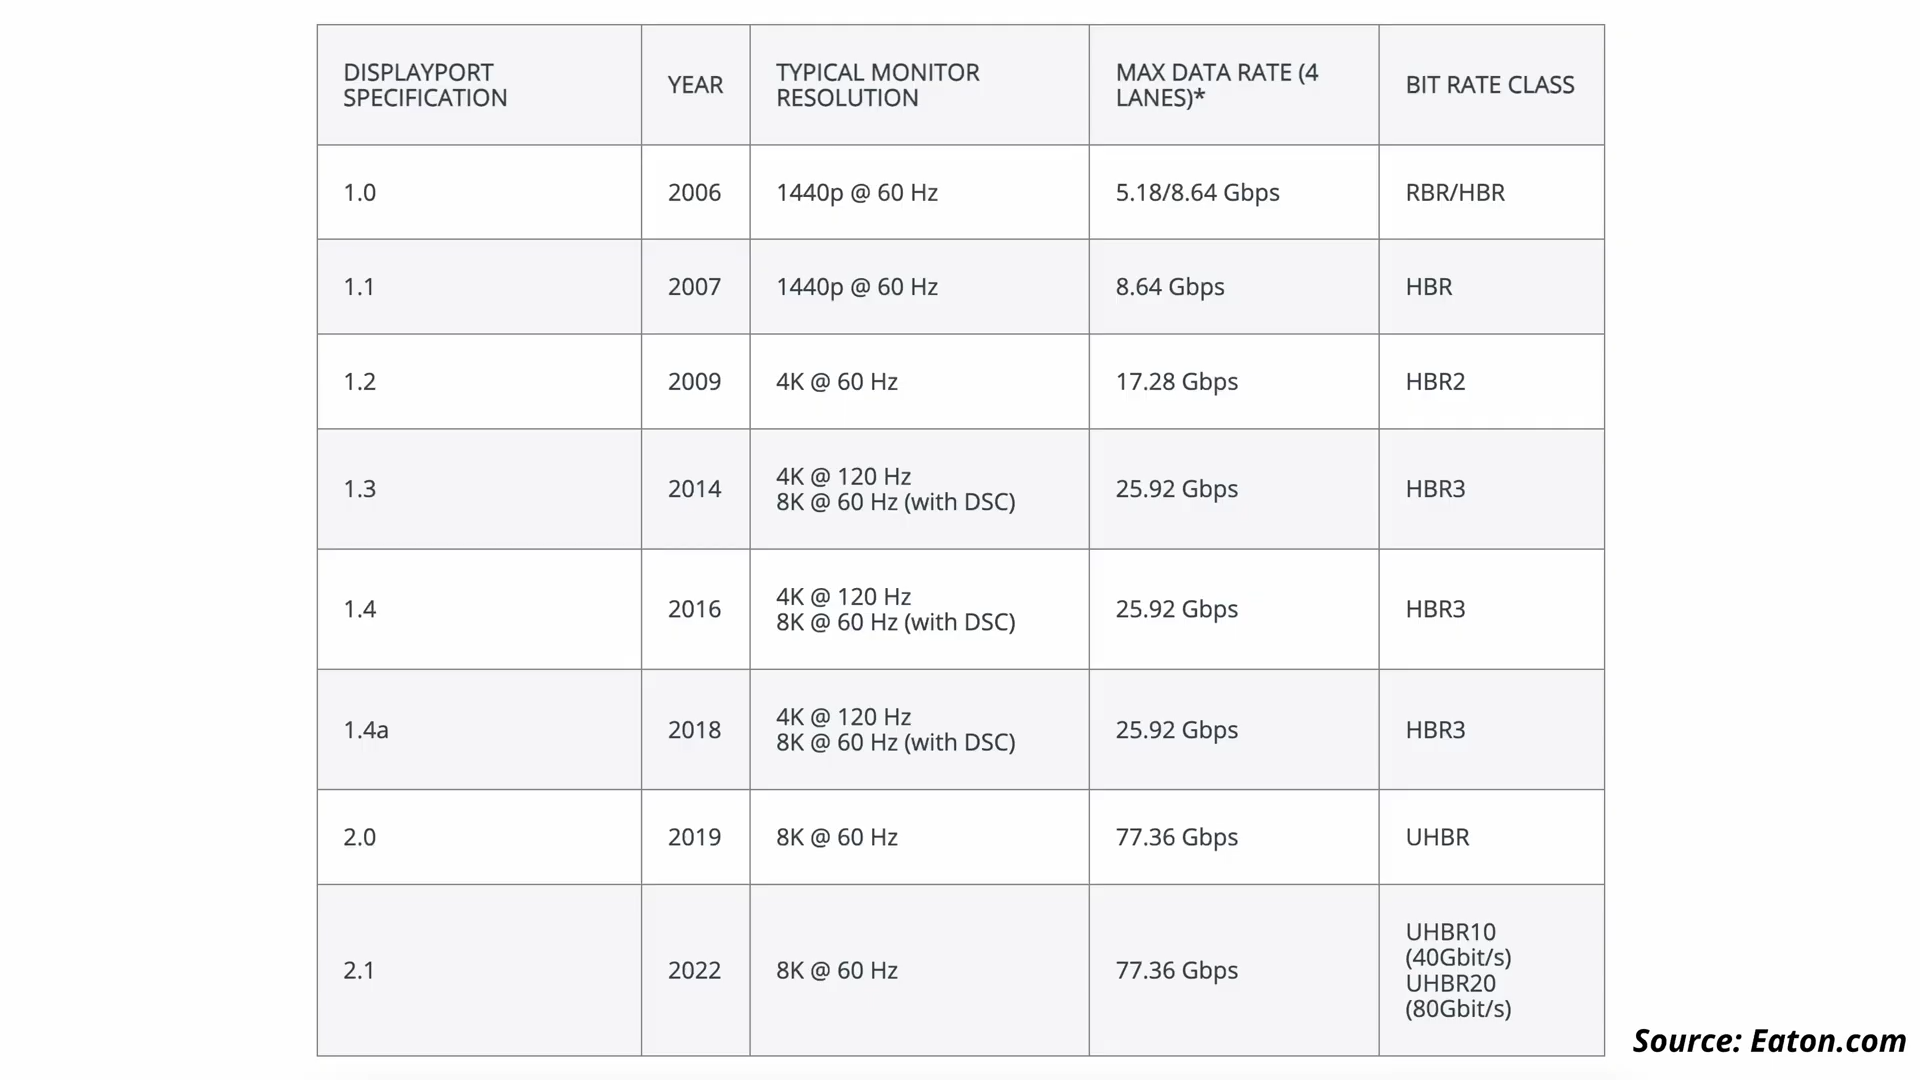 DISPLAYPORT SPECIFICATION YEAR TYPICAL MONITOR RESOLUTION MAX DATA RATE (4 LANES)* BIT RATE CLASS
1.0 2006 1440p @ 60 Hz 5.18/8.64 Gbps RBR/HBR
1.1 2007 1440p @ 60 Hz 8.64 Gbps HBR
1.2 2009 4K @ 60 Hz 17.28 Gbps HBR2
1.3 2014 4K @ 120 Hz 8K @ 60 Hz (with DSC) 25.92 Gbps HBR3
1.4 2016 4K @ 120 Hz 8K @ 60 Hz (with DSC) 25.92 Gbps HBR3
1.4a 2018 4K @ 120 Hz 8K @ 60 Hz (with DSC) 25.92 Gbps HBR3
2.0 2019 8K @ 60 Hz 77.36 Gbps UHBR
2.1 2022 8K @ 60 Hz 77.36 Gbps UHBR10 (40Gbit/s) UHBR20 (80Gbit/s)
Source: Eaton.com